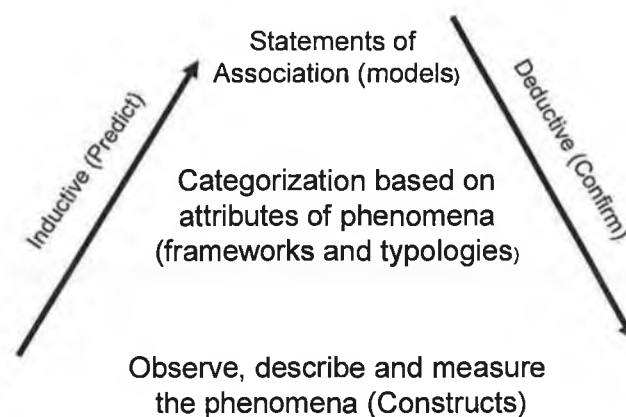 Statements of
Association (models)
Inductive (Predict)
Deductive (Confirm)
Categorization based on
attributes of phenomena
(frameworks and typologies)
Observe, describe and measure
the phenomena (Constructs)